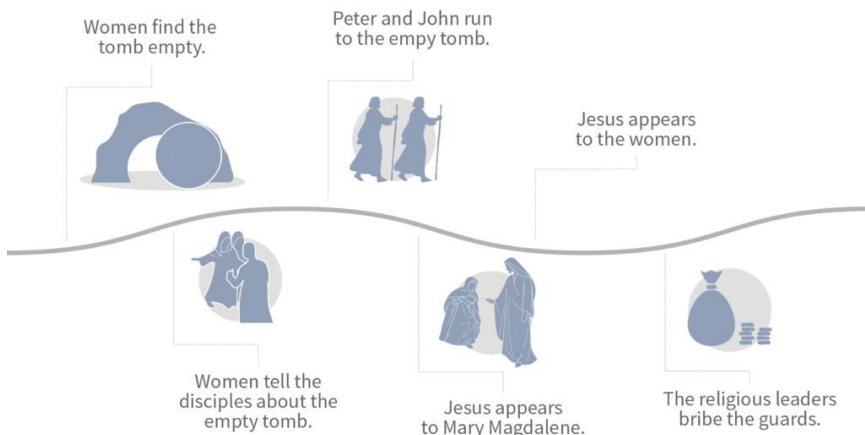 Women find the
tomb empty.
Women tell the
disciples about the
empty tomb.
Peter and John run
to the empy tomb.
Jesus appears
to Mary Magdalene.
Jesus appears
to the women.
The religious leaders
bribe the guards.